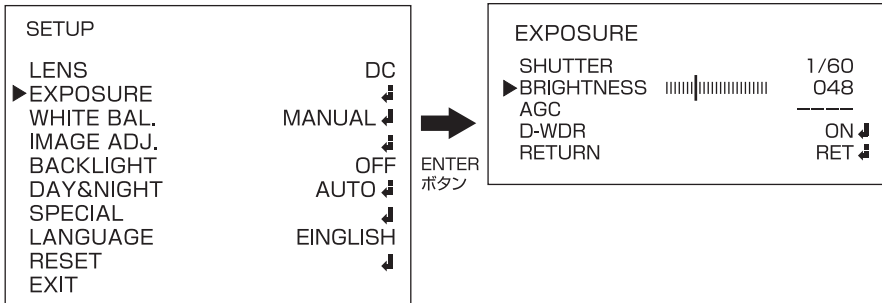 SETUP
LENS DC
▶EXPOSURE ↲
WHITE BAL. MANUAL ↲
IMAGE ADJ. ↲
BACKLIGHT OFF
DAY&NIGHT AUTO ↲
SPECIAL ↲
LANGUAGE EINGLISH
RESET ↲
EXIT
ENTER
ボタン
EXPOSURE
SHUTTER 1/60
▶BRIGHTNESS 048
AGC ----
D-WDR ON ↲
RETURN RET ↲